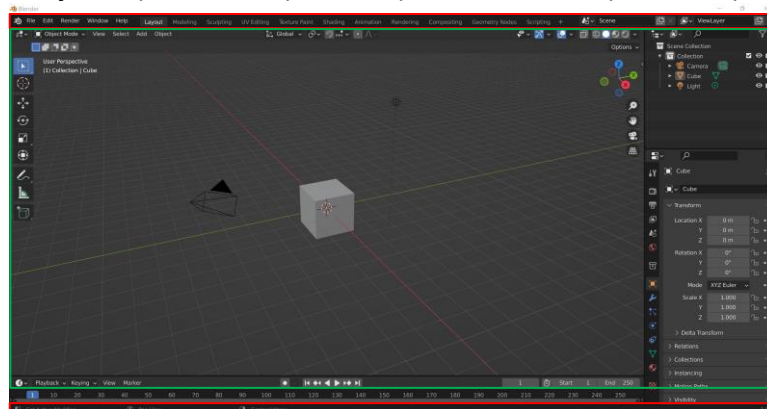 Blender
File Edit Render Window Help Layout Modeling Sculpting UV Editing Texture Paint Shading Animation Rendering Compositing Geometry Nodes Scripting + Scene ViewLayer
Object Mode View Select Add Object Global
Options
User Perspective
(1) Collection | Cube
Z
Y
X
Scene Collection
Collection
Camera
Cube
Light
Cube
Cube
Transform
Location X 0 m
Y 0 m
Z 0 m
Rotation X 0°
Y 0°
Z 0°
Mode XYZ Euler
Scale X 1.000
Y 1.000
Z 1.000
Delta Transform
Relations
Collections
Instancing
Motion Paths
Visibility
Playback Keying View Marker 1 Start 1 End 250
1 10 20 30 40 50 60 70 80 90 100 110 120 130 140 150 160 170 180 190 200 210 220 230 240 250